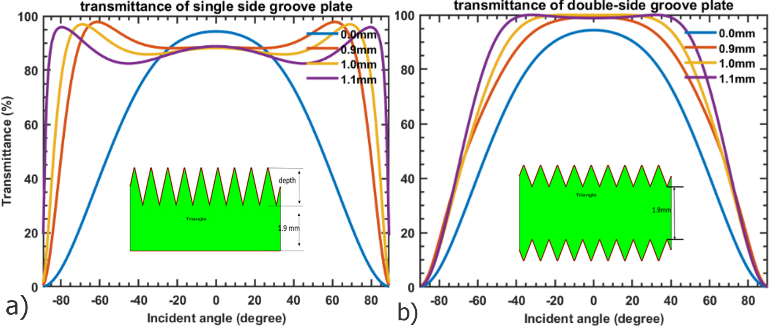 transmittance of single side groove plate
100
80
60
40
20
0
Transmittance (%)
0.0mm
0.9mm
1.0mm
1.1mm
depth
Triangle
1.9 mm
-80 -60 -40 -20 0 20 40 60 80
Incident angle (degree)
a)
transmittance of double-side groove plate
100
80
60
40
20
0
0.0mm
0.9mm
1.0mm
1.1mm
Triangle
-80 -60 -40 -20 0 20 40 60 80
Incident angle (degree)
b)